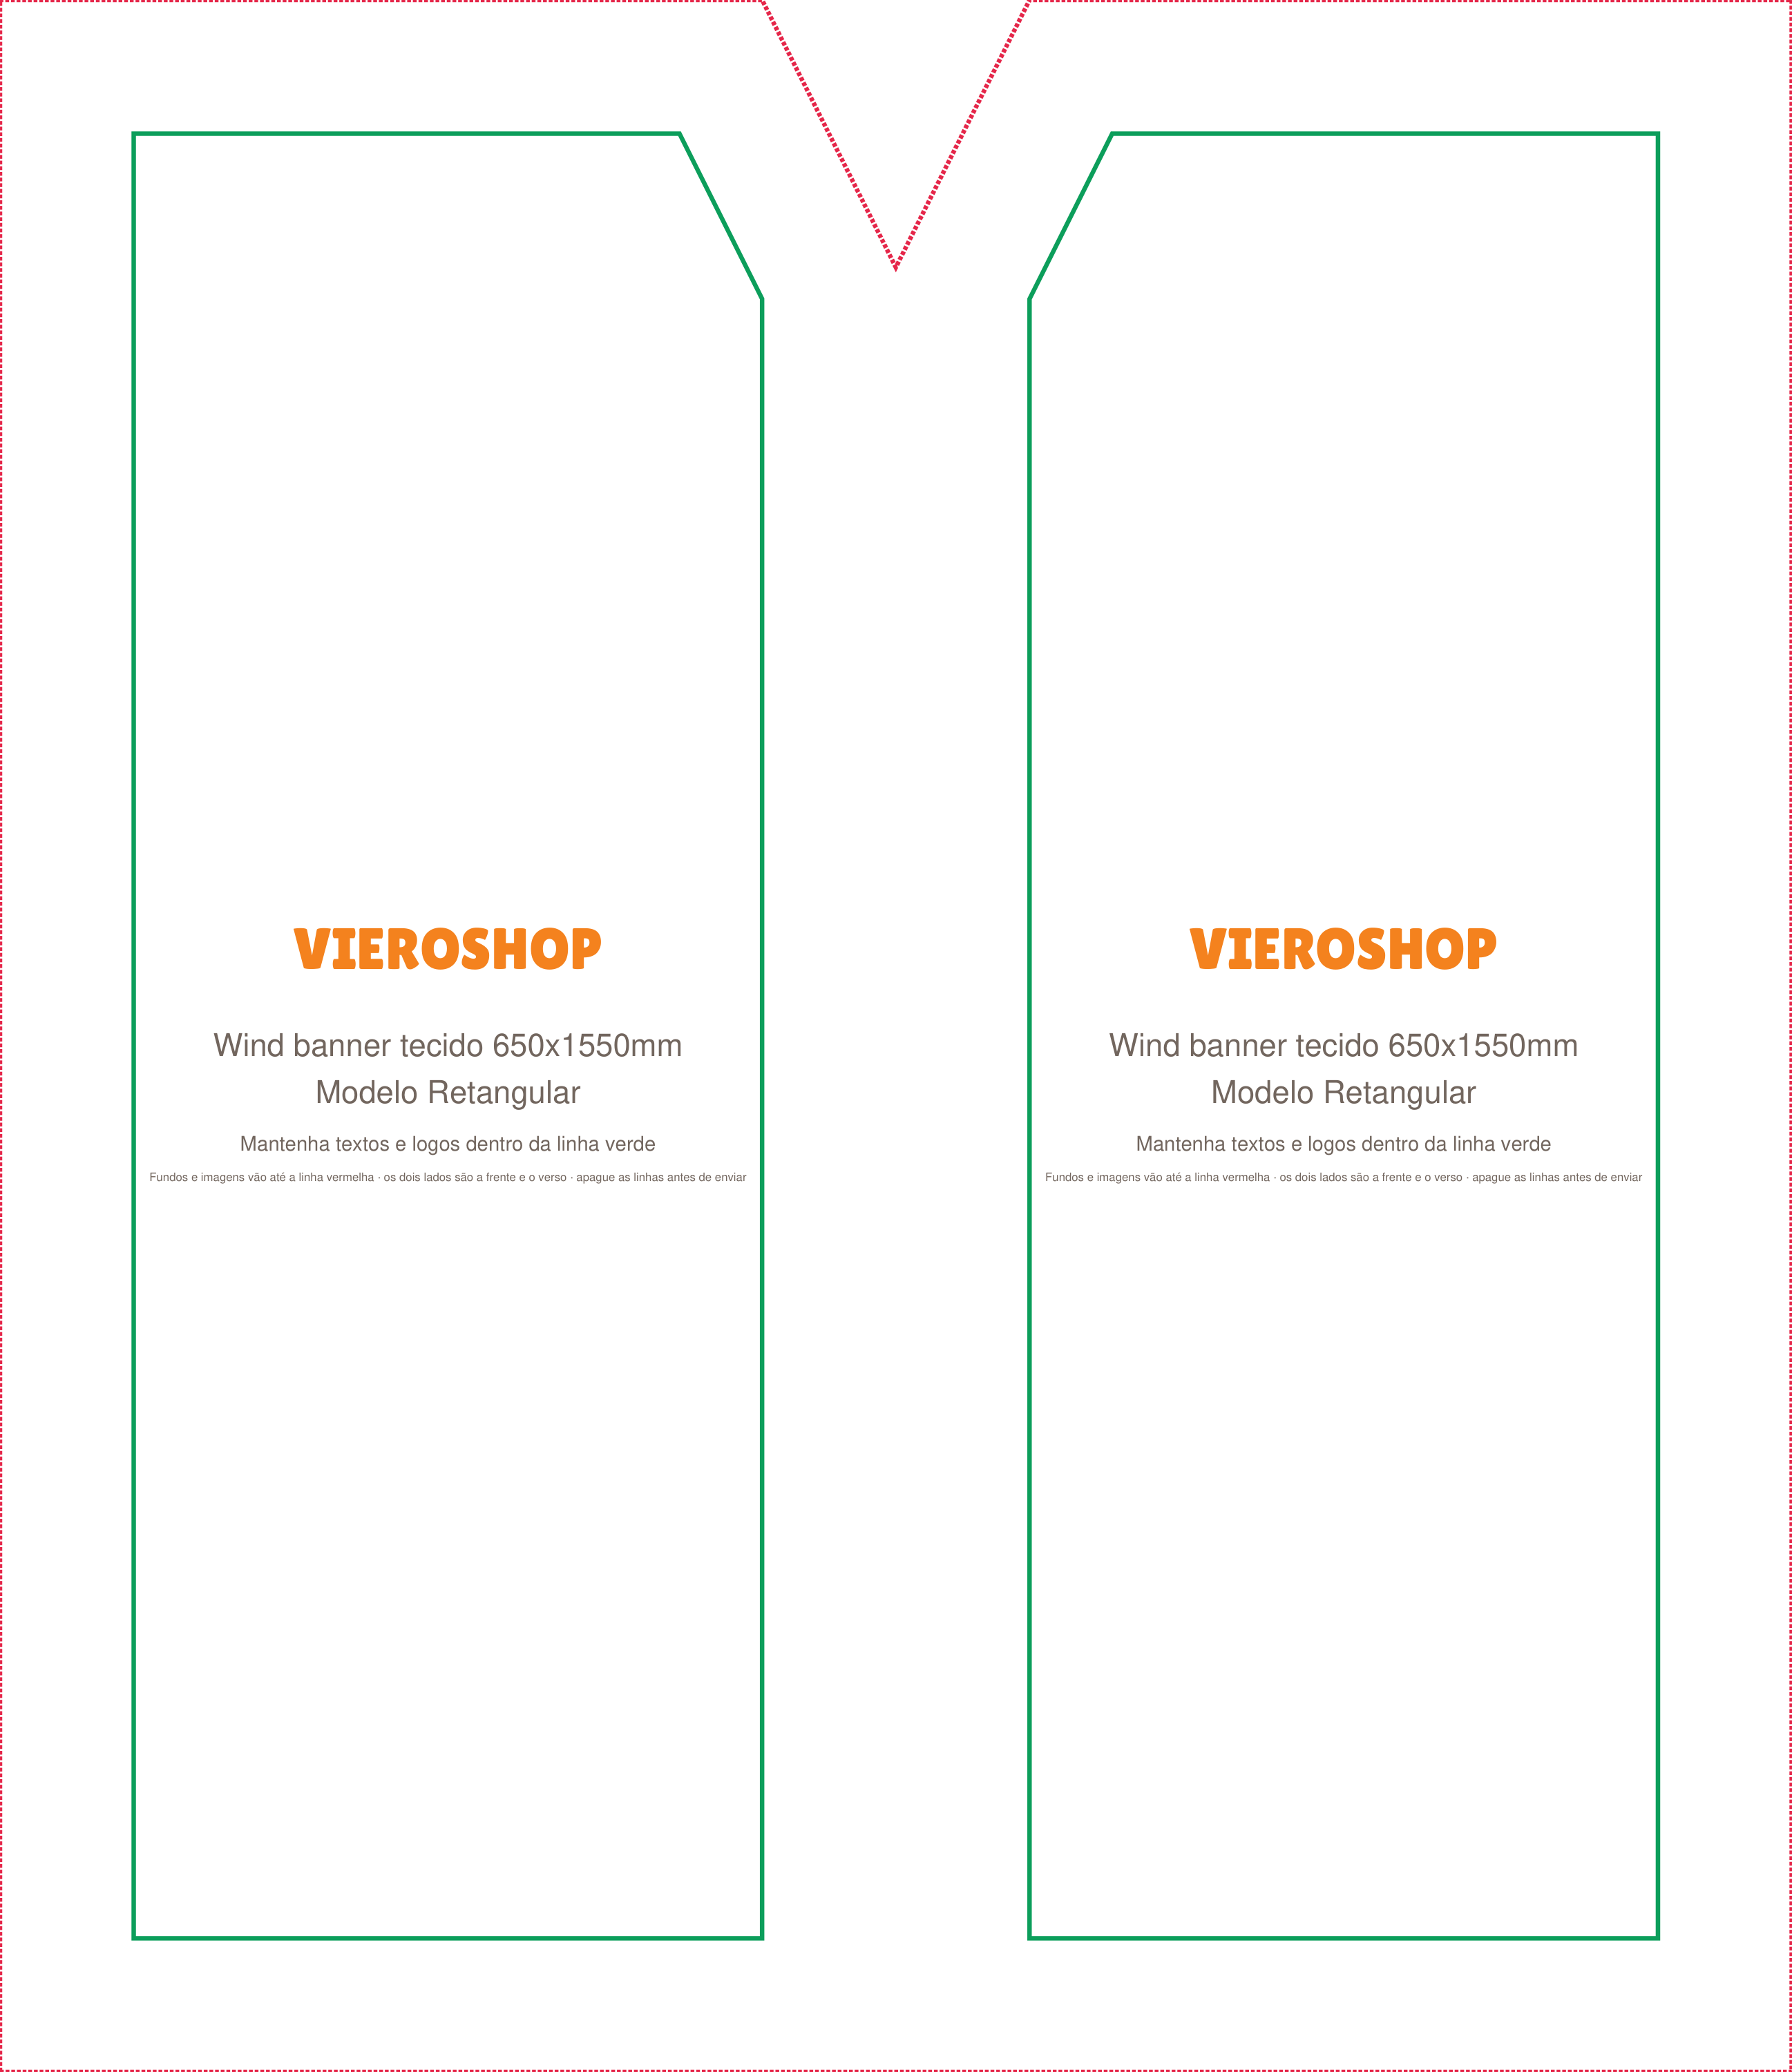 VIEROSHOP
Wind banner tecido 650x1550mm
Modelo Retangular
Mantenha textos e logos dentro da linha verde
Fundos e imagens vão até a linha vermelha · os dois lados são a frente e o verso · apague as linhas antes de enviar
VIEROSHOP
Wind banner tecido 650x1550mm
Modelo Retangular
Mantenha textos e logos dentro da linha verde
Fundos e imagens vão até a linha vermelha · os dois lados são a frente e o verso · apague as linhas antes de enviar